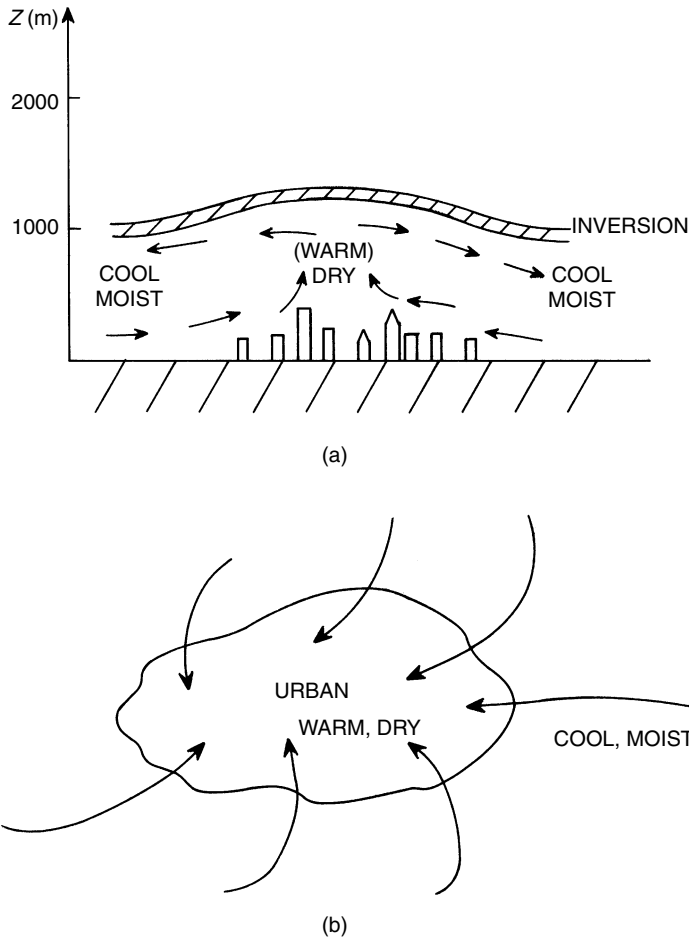 Z (m)
2000
1000
INVERSION
(WARM)
DRY
COOL
MOIST
COOL
MOIST
(a)
URBAN
WARM, DRY
COOL, MOIST
(b)